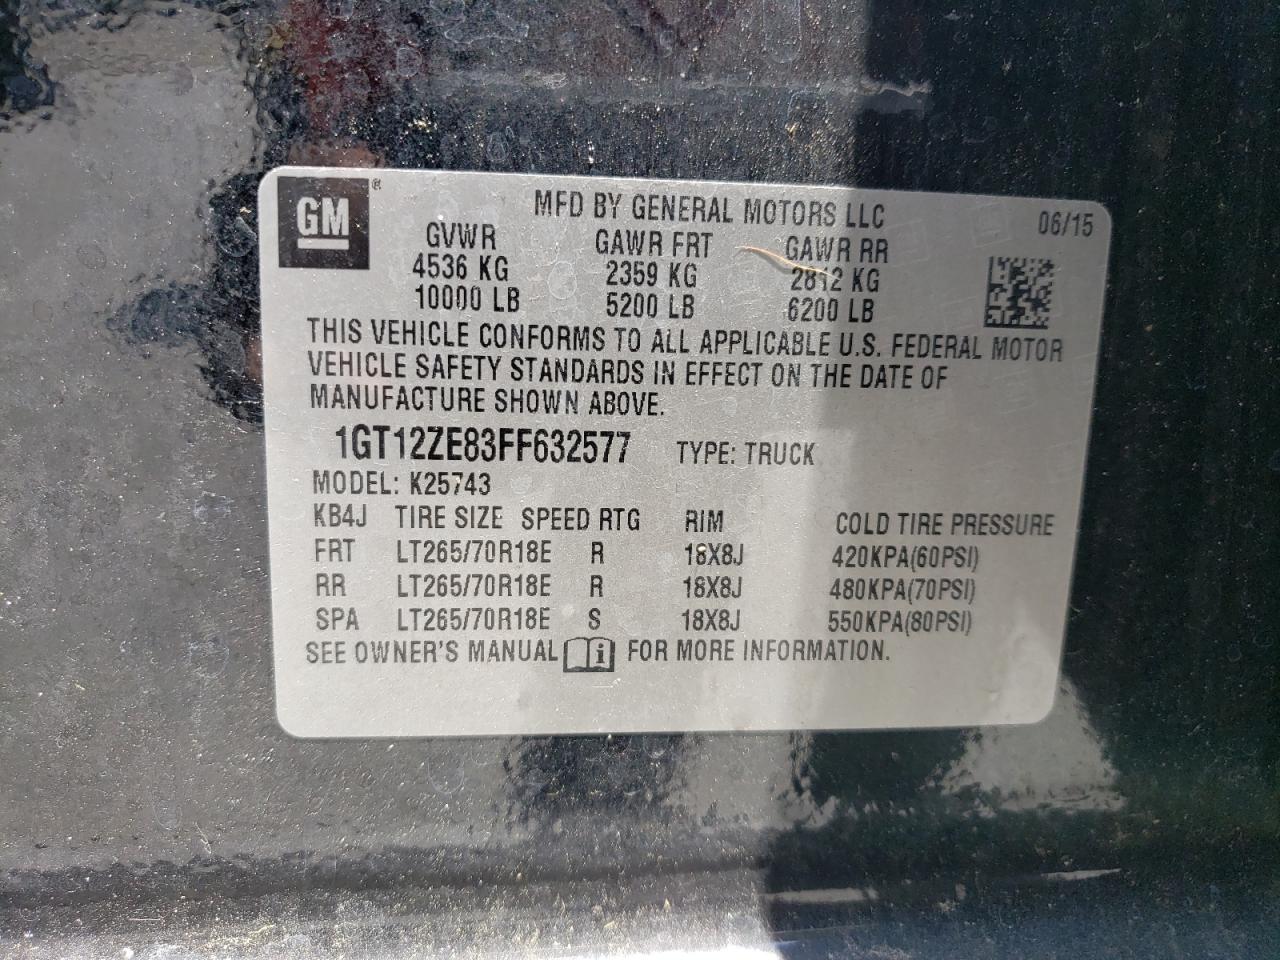 GM ® MFD BY GENERAL MOTORS LLC 06/15
GVWR GAWR FRT GAWR RR
4536 KG 2359 KG 2812 KG
10000 LB 5200 LB 6200 LB
THIS VEHICLE CONFORMS TO ALL APPLICABLE U.S. FEDERAL MOTOR
VEHICLE SAFETY STANDARDS IN EFFECT ON THE DATE OF
MANUFACTURE SHOWN ABOVE.
1GT12ZE83FF632577 TYPE: TRUCK
MODEL: K25743
KB4J TIRE SIZE SPEED RTG RIM COLD TIRE PRESSURE
FRT LT265/70R18E R 18X8J 420KPA(60PSI)
RR LT265/70R18E R 18X8J 480KPA(70PSI)
SPA LT265/70R18E S 18X8J 550KPA(80PSI)
SEE OWNER'S MANUAL i FOR MORE INFORMATION.